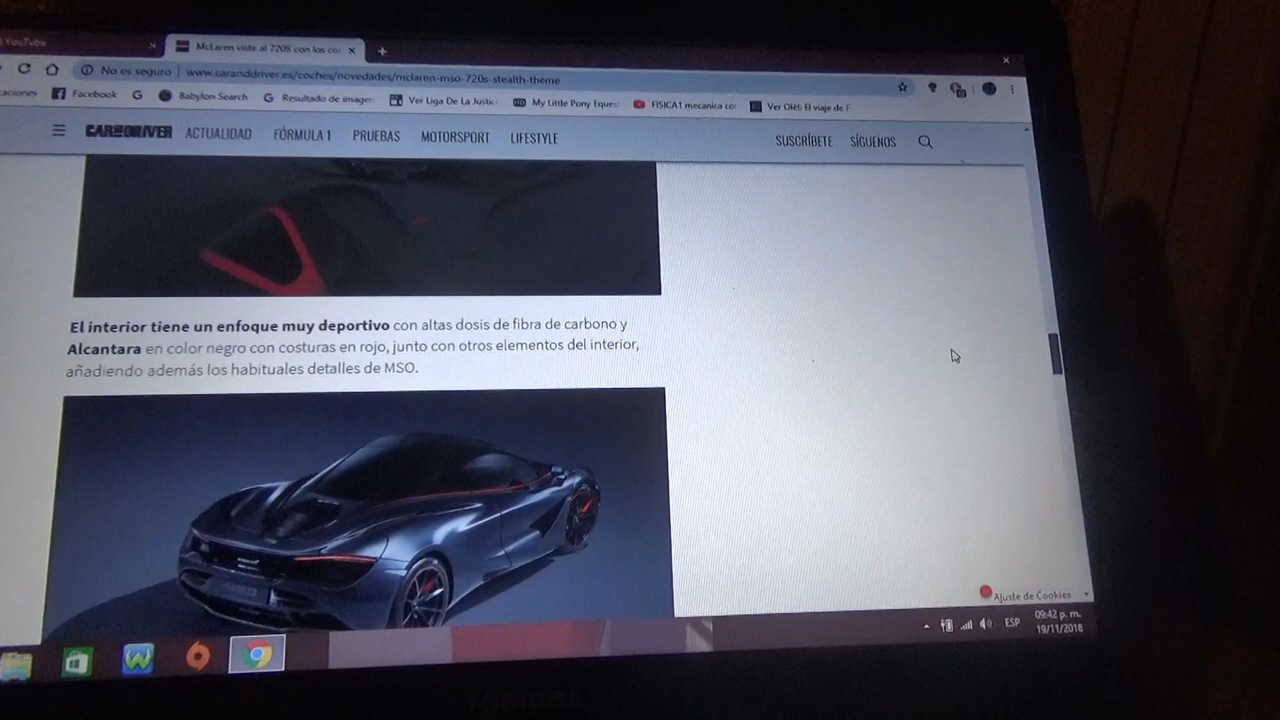 YouTube
McLaren viste al 720S con los co
No es seguro | www.caranddriver.es/coches/novedades/mclaren-mso-720s-stealth-theme
aciones Facebook Babylon Search Resultado de imagen Ver Liga De La Justic My Little Pony Eques FISICA1 mecanica co Ver Olé! El viaje de F
CAR AND DRIVER ACTUALIDAD FÓRMULA 1 PRUEBAS MOTORSPORT LIFESTYLE SUSCRÍBETE SÍGUENOS
El interior tiene un enfoque muy deportivo con altas dosis de fibra de carbono y
Alcantara en color negro con costuras en rojo, junto con otros elementos del interior,
añadiendo además los habituales detalles de MSO.
Ajuste de Cookies
ESP 09:42 p. m.
19/11/2018
TOSHIBA